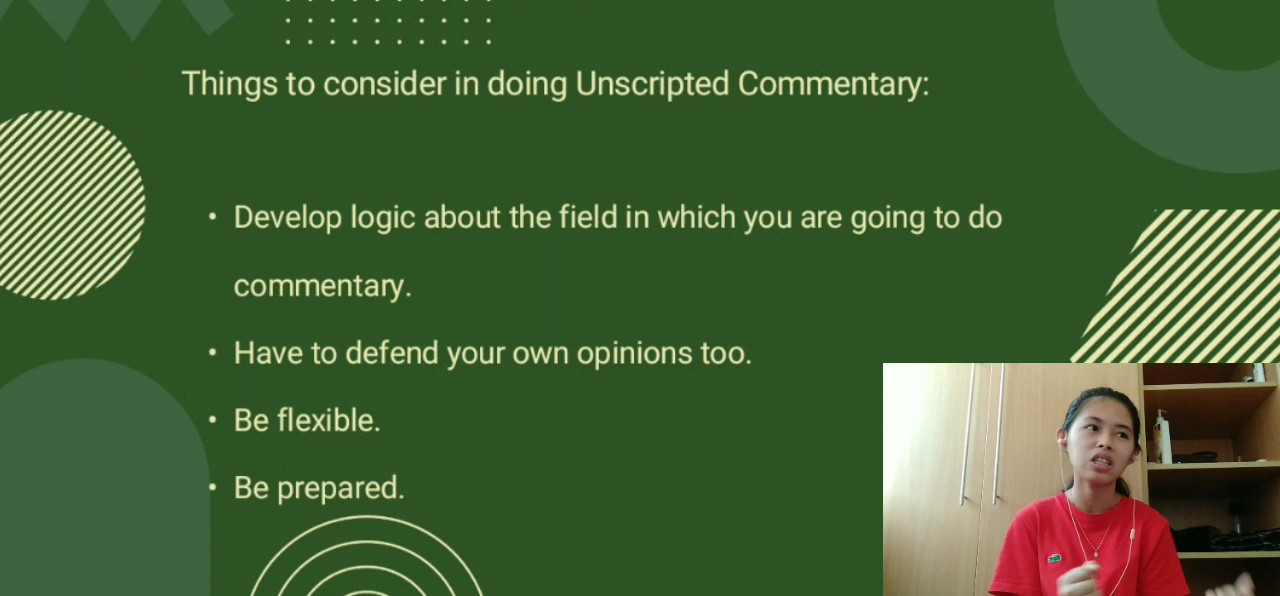 Things to consider in doing Unscripted Commentary:
• Develop logic about the field in which you are going to do
commentary.
• Have to defend your own opinions too.
• Be flexible.
• Be prepared.